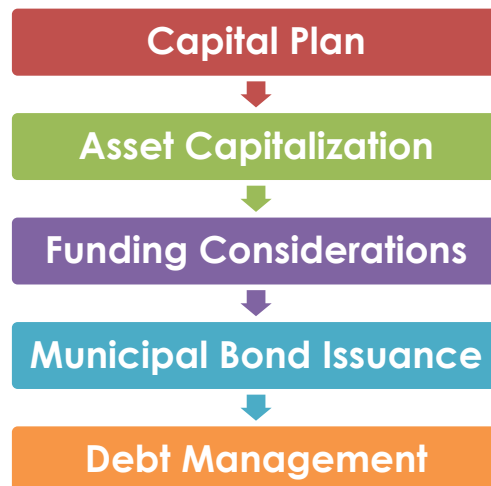 Capital Plan
Asset Capitalization
Funding Considerations
Municipal Bond Issuance
Debt Management